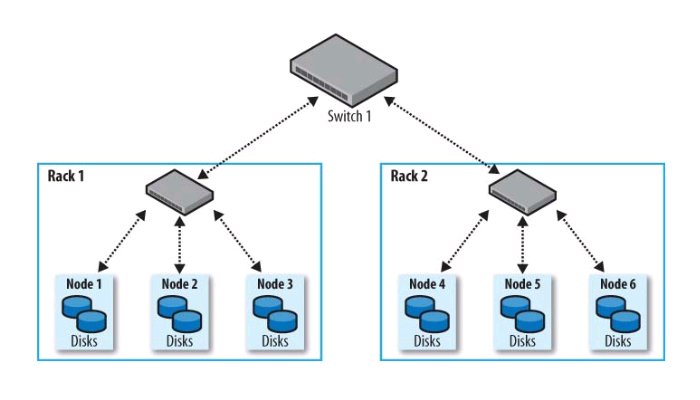 Switch 1
Rack 1
Rack 2
Node 1
Node 2
Node 3
Node 4
Node 5
Node 6
Disks
Disks
Disks
Disks
Disks
Disks